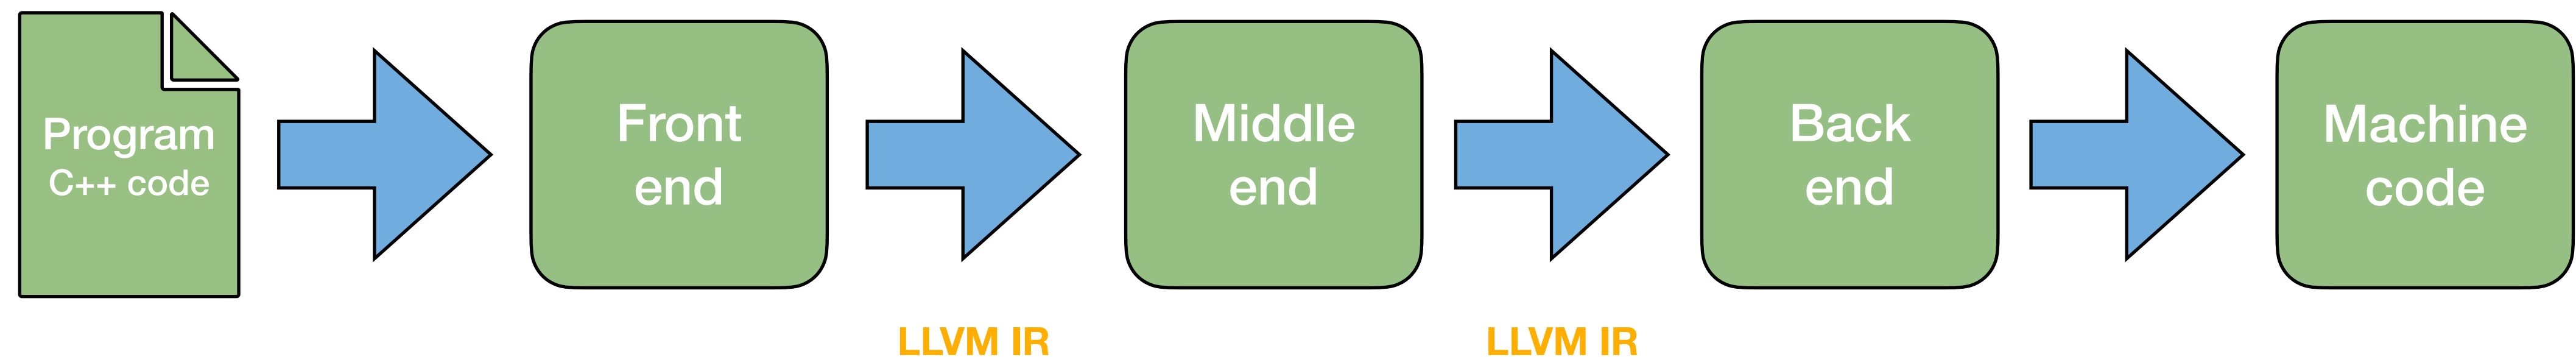 Program
C++ code
Front
end
Middle
end
Back
end
Machine
code
LLVM IR
LLVM IR